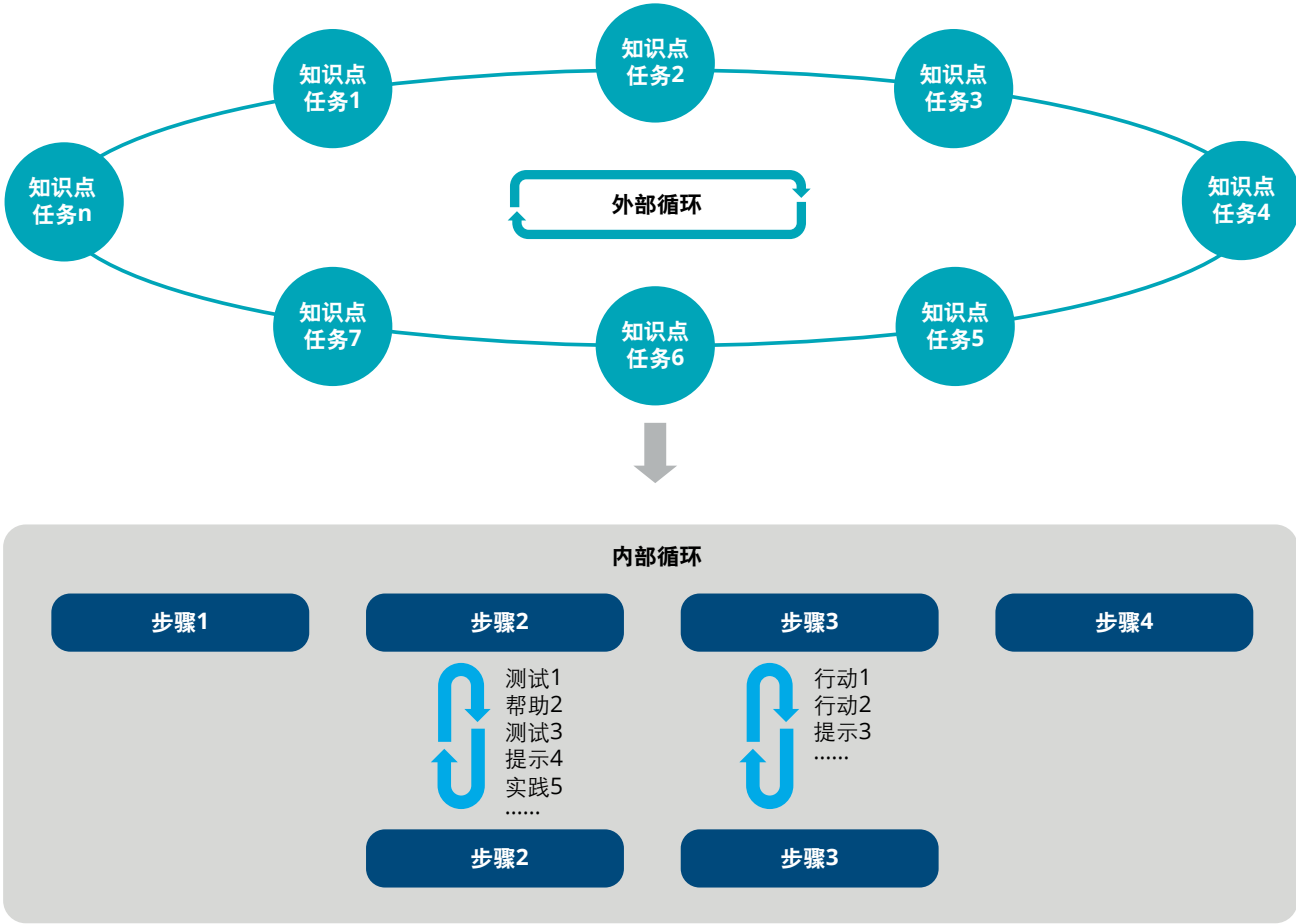 知识点
任务1
知识点
任务2
知识点
任务3
知识点
任务n
外部循环
知识点
任务4
知识点
任务7
知识点
任务6
知识点
任务5
内部循环
步骤1
步骤2
步骤3
步骤4
测试1
帮助2
测试3
提示4
实践5
······
行动1
行动2
提示3
······
步骤2
步骤3